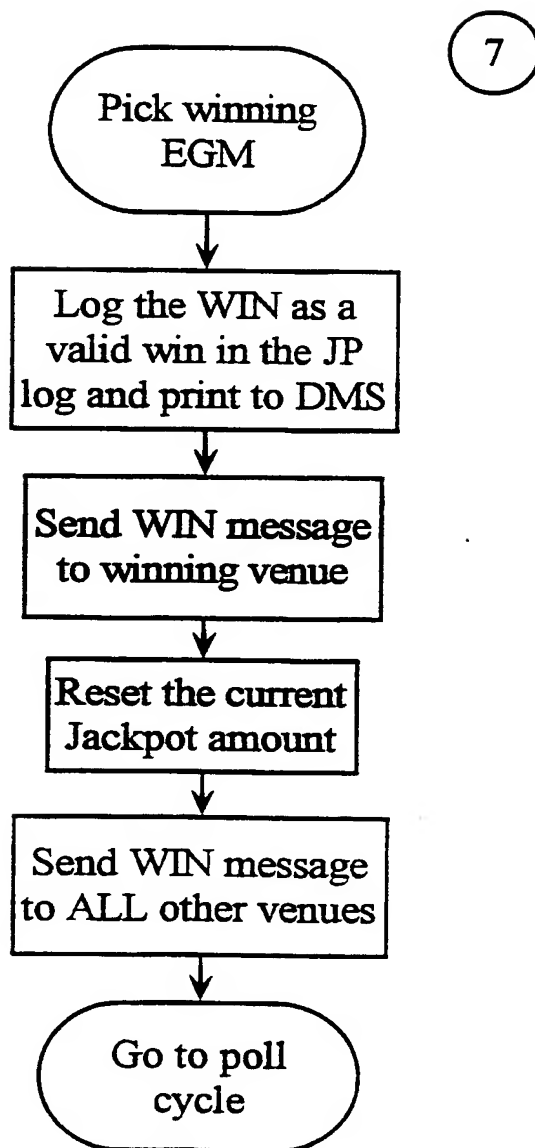 7
Pick winning
EGM
Log the WIN as a
valid win in the JP
log and print to DMS
Send WIN message
to winning venue
Reset the current
Jackpot amount
Send WIN message
to ALL other venues
Go to poll
cycle